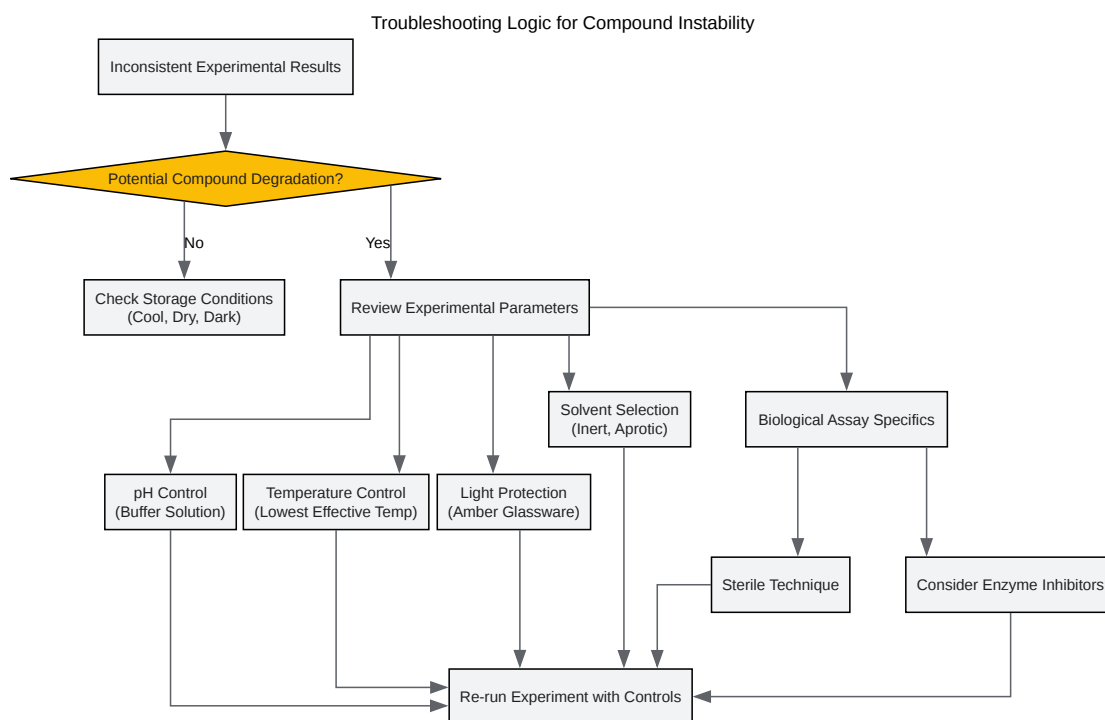 Troubleshooting Logic for Compound Instability
Inconsistent Experimental Results
Potential Compound Degradation?
No
Yes
Check Storage Conditions
(Cool, Dry, Dark)
Review Experimental Parameters
Solvent Selection
(Inert, Aprotic)
Biological Assay Specifics
pH Control
(Buffer Solution)
Temperature Control
(Lowest Effective Temp)
Light Protection
(Amber Glassware)
Sterile Technique
Consider Enzyme Inhibitors
Re-run Experiment with Controls